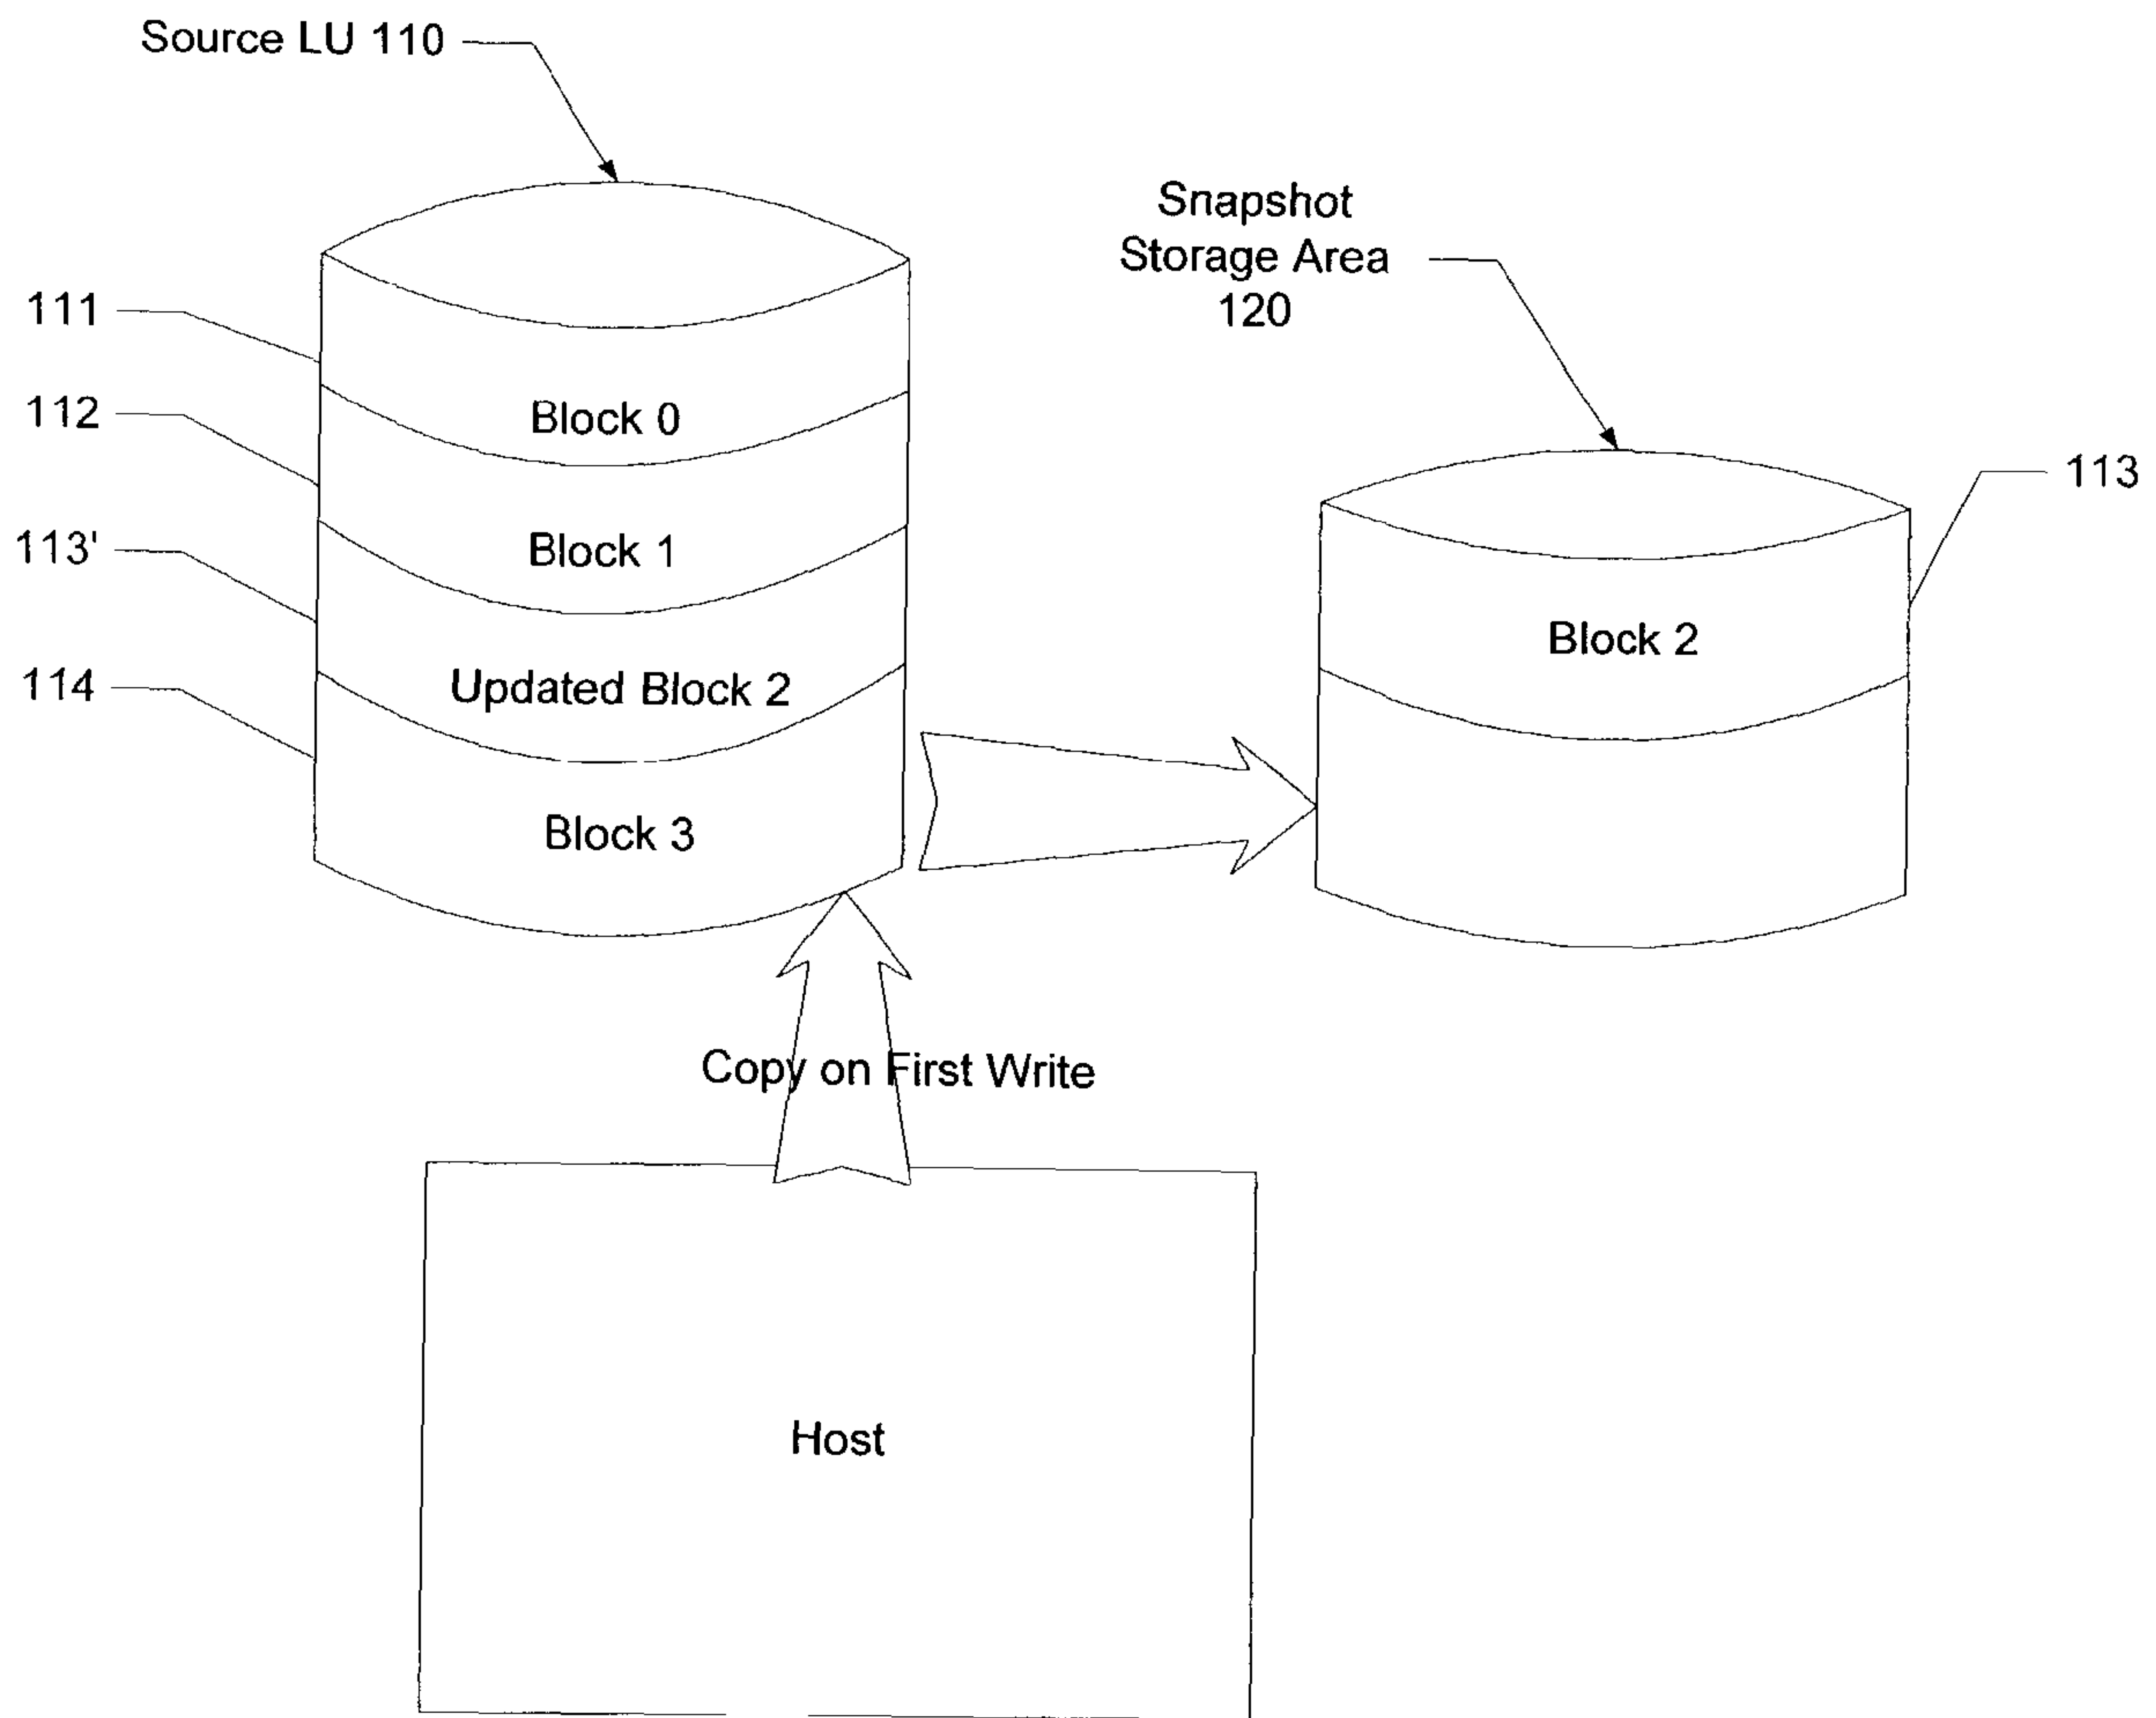 Source LU 110
Snapshot
Storage Area
120
111
Block 0
112
113
Block 1
113'
Block 2
Updated Block 2
114
Block 3
Copy on First Write
Host